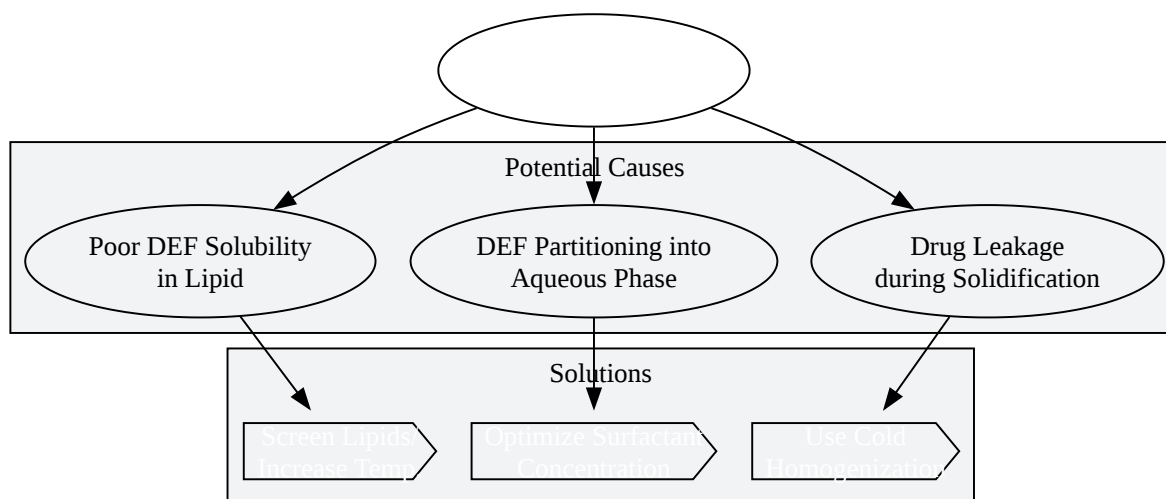 Potential Causes
Poor DEF Solubility
in Lipid
DEF Partitioning into
Aqueous Phase
Drug Leakage
during Solidification
Solutions
Screen Lipids/
Increase Temp
Optimize Surfactant
Concentration
Use Cold
Homogenization